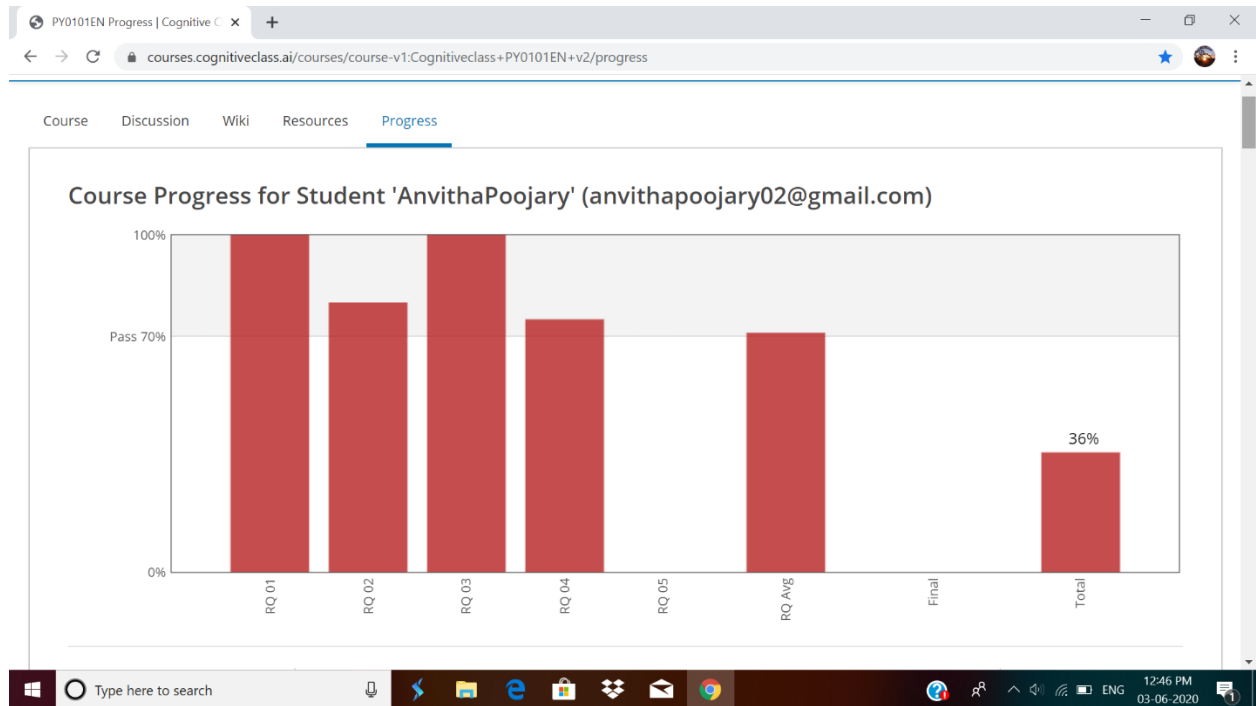 PY0101EN Progress | Cognitive C
courses.cognitiveclass.ai/courses/course-v1:Cognitiveclass+PY0101EN+v2/progress
Course Discussion Wiki Resources Progress
Course Progress for Student 'AnvithaPoojary' (anvithapoojary02@gmail.com)
100%
Pass 70%
36%
0%
RQ 01 RQ 02 RQ 03 RQ 04 RQ 05 RQ Avg Final Total
Type here to search
ENG
12:46 PM
03-06-2020
1